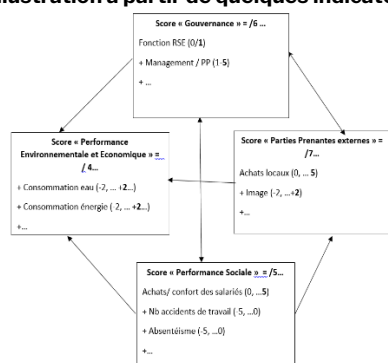 llustration à partir de quelques indicate
Score « Gouvernance » = /6 ...
Fonction RSE (0/1)
+ Management / PP (1-5)
+ ...
Score « Performance
Environnementale et Economique » =
/ 4...
+ Consommation eau (-2, ... +2...)
+ Consommation énergie (-2, ... +2...)
+...
Score « Parties Prenantes externes » =
/7...
Achats locaux (0, ... 5)
+ Image (-2, ...+2)
+...
Score « Performance Sociale » = /5...
Achats/ confort des salariés (0, ...5)
+ Nb accidents de travail (-5, ...0)
+ Absentéisme (-5, ...0)
+...